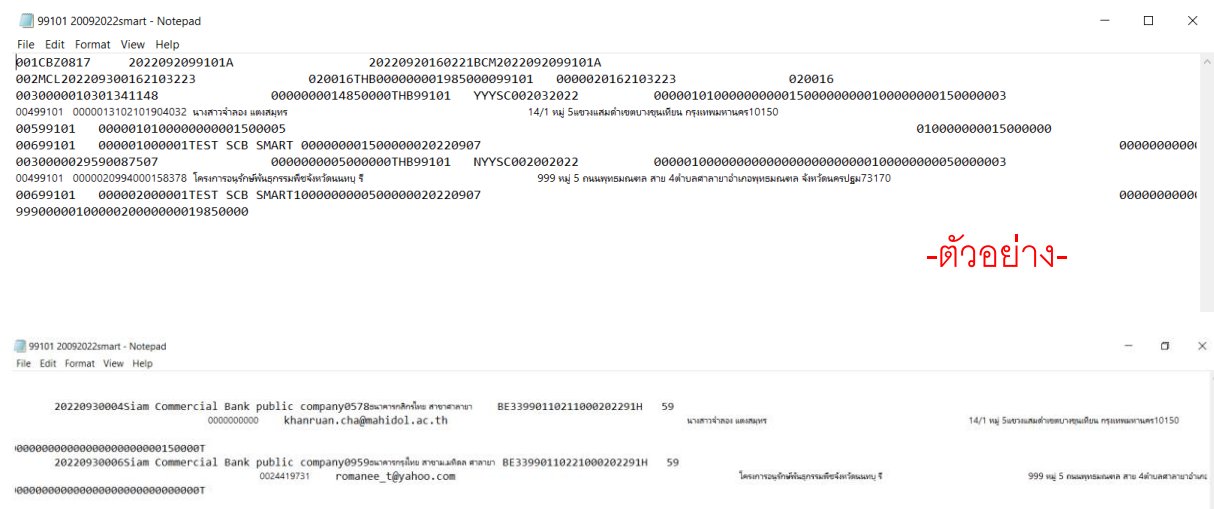 99101 20092022smart - Notepad
File Edit Format View Help
001CBZ0817 2022092099101A 20220920160221BCM2022092099101A
002MCL202209300162103223 020016THB000000001985000099101 0000020162103223 020016
0030000010301341148 0000000014850000THB99101 YYYSC002032022 00000101000000000150000000000100000000150000003
00499101 0000013102101904032 นางสาวจำลอง แตงสมุทร 14/1 หมู่ 5แขวงแสมดำเขตบางขุนเทียน กรุงเทพมหานคร10150
00599101 0000010100000000001500005 010000000015000000
00699101 000001000001TEST SCB SMART 0000000015000000020220907 0000000000
0030000029590087507 0000000005000000THB99101 NYYSC002002022 00000100000000000000000000000100000000050000003
00499101 0000020994000158378 โครงการอนุรักษ์พันธุกรรมพืชจังหวัดนนทบุ รี 999 หมู่ 5 ถนนพุทธมณฑล สาย 4ตำบลศาลายาอำเภอพุทธมณฑล จังหวัดนครปฐม73170
00699101 000002000001TEST SCB SMART1000000000500000020220907 0000000000
9990000010000020000000019850000
-ตัวอย่าง-
99101 20092022smart - Notepad
File Edit Format View Help
20220930004Siam Commercial Bank public company0578ธนาคารกสิกรไทย สาขาศาลายา BE33990110211000202291H 59
0000000000 khanruan.cha@mahidol.ac.th นางสาวจำลอง แตงสมุทร 14/1 หมู่ 5แขวงแสมดำเขตบางขุนเทียน กรุงเทพมหานคร10150
00000000000000000000000150000T
20220930006Siam Commercial Bank public company0959ธนาคารกรุงไทย สาขามหิดล ศาลายา BE33990110221000202291H 59
0024419731 romanee_t@yahoo.com โครงการอนุรักษ์พันธุกรรมพืชจังหวัดนนทบุ รี 999 หมู่ 5 ถนนพุทธมณฑล สาย 4ตำบลศาลายาอำเภอ
00000000000000000000000000000T